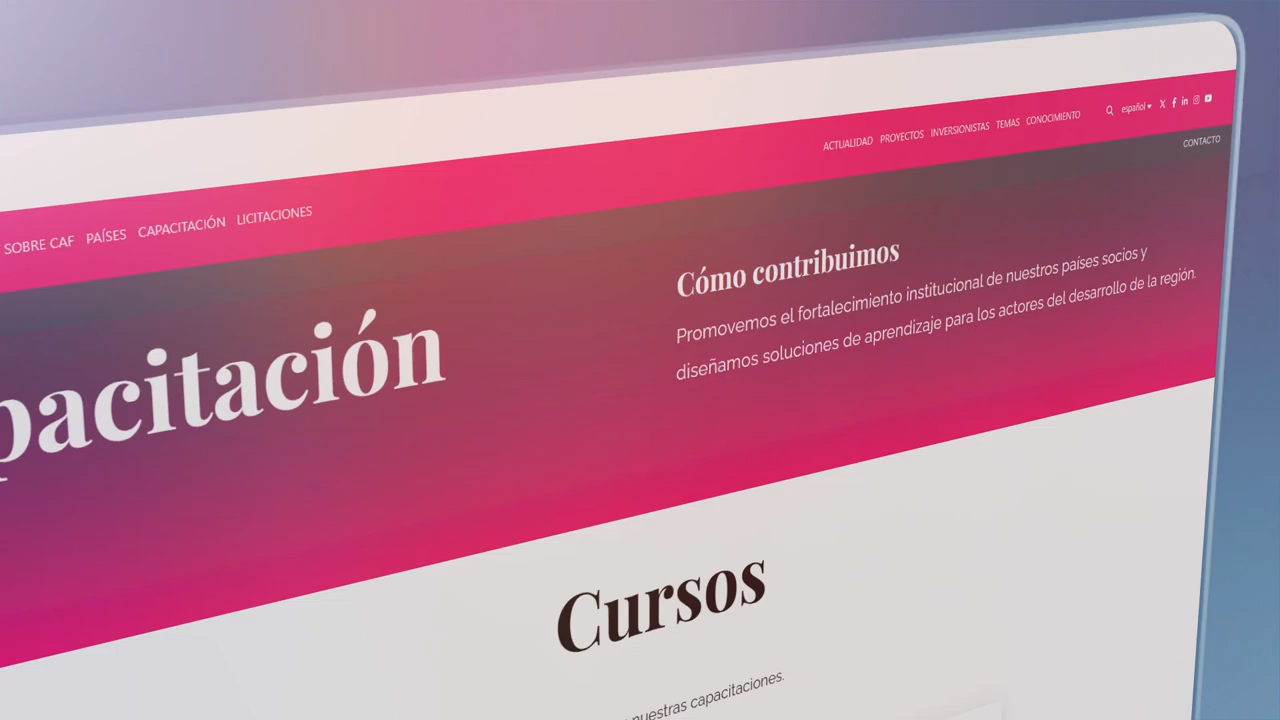 SOBRE CAF PAÍSES CAPACITACIÓN LICITACIONES
ACTUALIDAD PROYECTOS INVERSIONISTAS TEMAS CONOCIMIENTO español
CONTACTO
pacitación
Cómo contribuimos
Promovemos el fortalecimiento institucional de nuestros países socios y
diseñamos soluciones de aprendizaje para los actores del desarrollo de la región.
Cursos
nuestras capacitaciones.